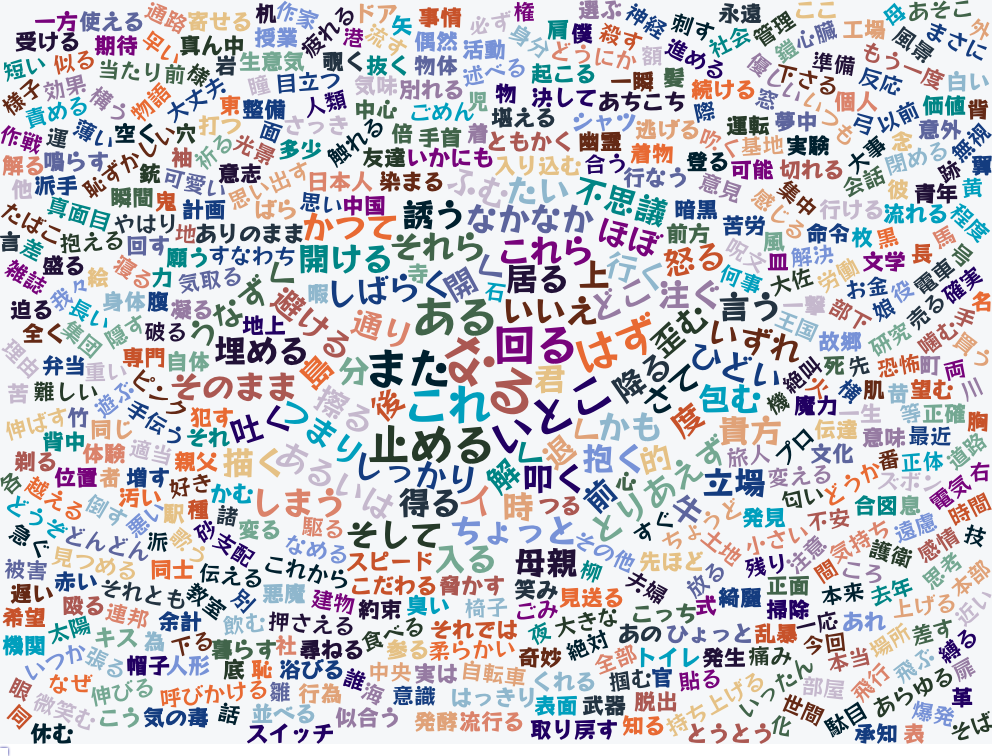 一方 使える 通路 寄せる 机 作家 疲れる ドア 矢 事情 必ず 権 選ぶ 神経 刺す 永遠 ここ 母 あそこ 外
受ける 期待 早い 真ん中 授業 港 流す 偶然 身分 肩 僕 殺す 社会 管理 鎧 心臓 工場 風景 まさに
短い 似る 当たり前 様 岩 生意気 覗く 抜く 物体 活動 どうにか 額 進める 優しい 下さる 準備 もう一度
様子 効果 構う 物語 大丈夫 瞳 目立つ 気味 別れる 述べる 起こる 一瞬 髪 続ける 窓 いつも 個人 反応 白い
責める 東 整備 人類 中心 ごめん 児 物 決して あちこち 際 夢中 弓 以前 価値 背
作戦 運 薄い 空く 穴 打つ 面 さっき 触れる 倍 手首 着 堪える シャツ 逃げる 吹く 運転 実験 念 意外 無視
解る 鳴らす 恥ずかしい 袖 祈る 光景 多少 友達 いかにも ともかく 幽霊 着物 登る 基地 可能 切れる 大事 閉める 跡 翼
他 派手 銃 可愛い 意志 思い出す 日本人 染まる ふむ 入り込む 合う 行なう 意見 集中 会話 彼 青年 黄
たばこ 真面目 瞬間 鬼 計画 ばら 思い 中国 誘う なかなか たい 不思議 暗黒 苦労 感じる 行ける 流れる 程度
言 差 抱える やはり 地 ありのまま かつて それら これら ほぼ 前方 呪文 風 命令 枚 黒 長 馬
雑誌 盛る 回す 願う すなわち 開ける 寺 開く 居る 上 行く 怒る 何事 皿 解決 文学 電車 確実
迫る 我々 絵 寝る 力 気取る なずく 暇 しばらく 石 いいえ どこ 注ぐ 言う 一撃 大佐 労働 お金 役 名
全く 長い 身体 腹 凝る うな 避ける 通り ある 回る はず 歪む いずれ 王国 部下 娘 売る 手
理由 集団 隠す 破る 地上 埋める 島 分 また 君 降る さて ひどい 故郷 研究 噛む 買う
弁当 重い 専門 自体 そのまま 擦る 後 これ る いとこ 包む 絶叫 死 先 恐怖 町 両 川
苦 難しい 遊ぶ ピンク 犯す 吐く つまり 止める かも 度 貴方 機 魔力 僕 肌 昔 望む
伸ばす 竹 同じ 手伝う それ 描く あるいは しっかり 解く 退く 抱く 的 旅人 プロ 伝達 一生 等 正確 胸
背中 体験 適当 親父 叩く とりあえず 立場 文化 意味 最近
剃る 位置 者 増す 好き かむ しまう 得る 一人 時 つる 前 心 変える 匂い どうか 番 正体 道路 右
名 越える 汚い 駅 種 諸 変る 駆る そして ちょっと すぐ キー ちょうど 発見 不安 合図 息 ズボン 電気 時間
どうぞ 倒す 悪い 砂 支配 なめる スピード 入る 母親 その他 先ほど 土地 小さい 気持ち 遠慮 感情 技
急ぐ どんどん 派 伝える これから こだわる 脅かす 柳 残り 注意 護衛 思考
被害 見つめる 同士 別 悪魔 建物 約束 臭い 椅子 笑み 見送る 夫婦 放る 正面 間 ころ 本来 去年 本部
遅い 赤い それとも 教室 飲む 押さえる ごみ こっち 式 綺麗 掃除 一応 あれ 上げる 近い
希望 殴る 連邦 余計 下る 暮らす 社 尋ねる 食べる それでは 夜 大きな あの ひょっと 乱暴 今回 場所 差す 縛る
機関 太陽 キス 為 底 恥 浴びる 参る 柔らかい 奇妙 絶対 全部 トイレ 発生 痛み 本当 飛ぶ 扉
いつか 張る 帽子 人形 誰 中央 実は 自転車 くれる 掴む 官 貼る いったん 部屋 飛行 あらゆる
眼 なぜ 伸びる 呼びかける 雛 行為 海 意識 はっきり 表面 武器 脱出 持ち上げる 世間 爆発 革
同 微笑む こう 気の毒 話 並べる 似合う 発酵 流行る 取り戻す 知る とうとう 化 駄目 承知 表 そば
休む スイッチ